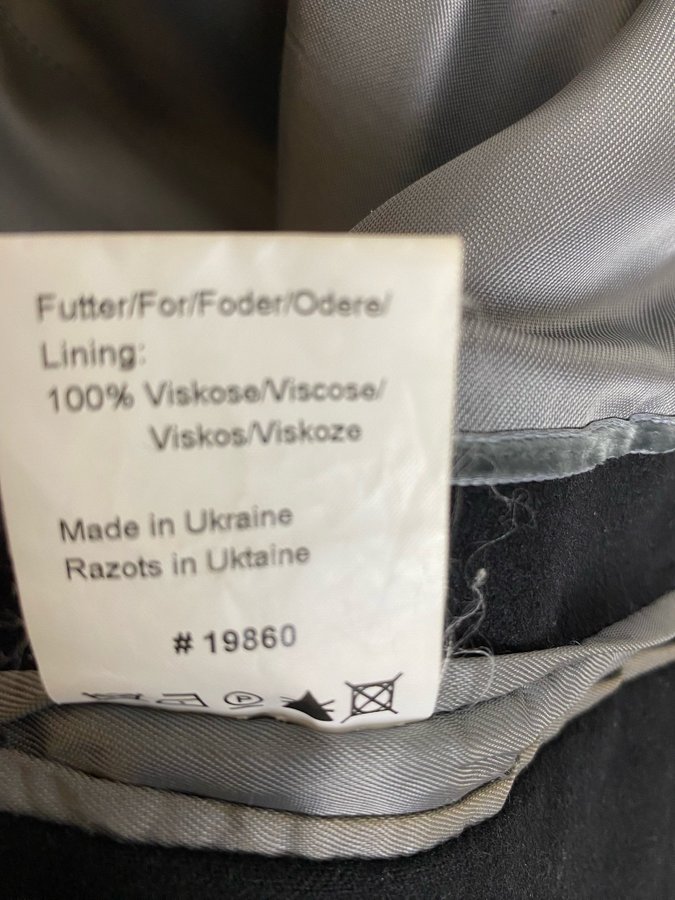 Futter/For/Foder/Odere/
Lining:
100% Viskose/Viscose/
Viskos/Viskoze
Made in Ukraine
Razots in Uktaine
# 19860
P